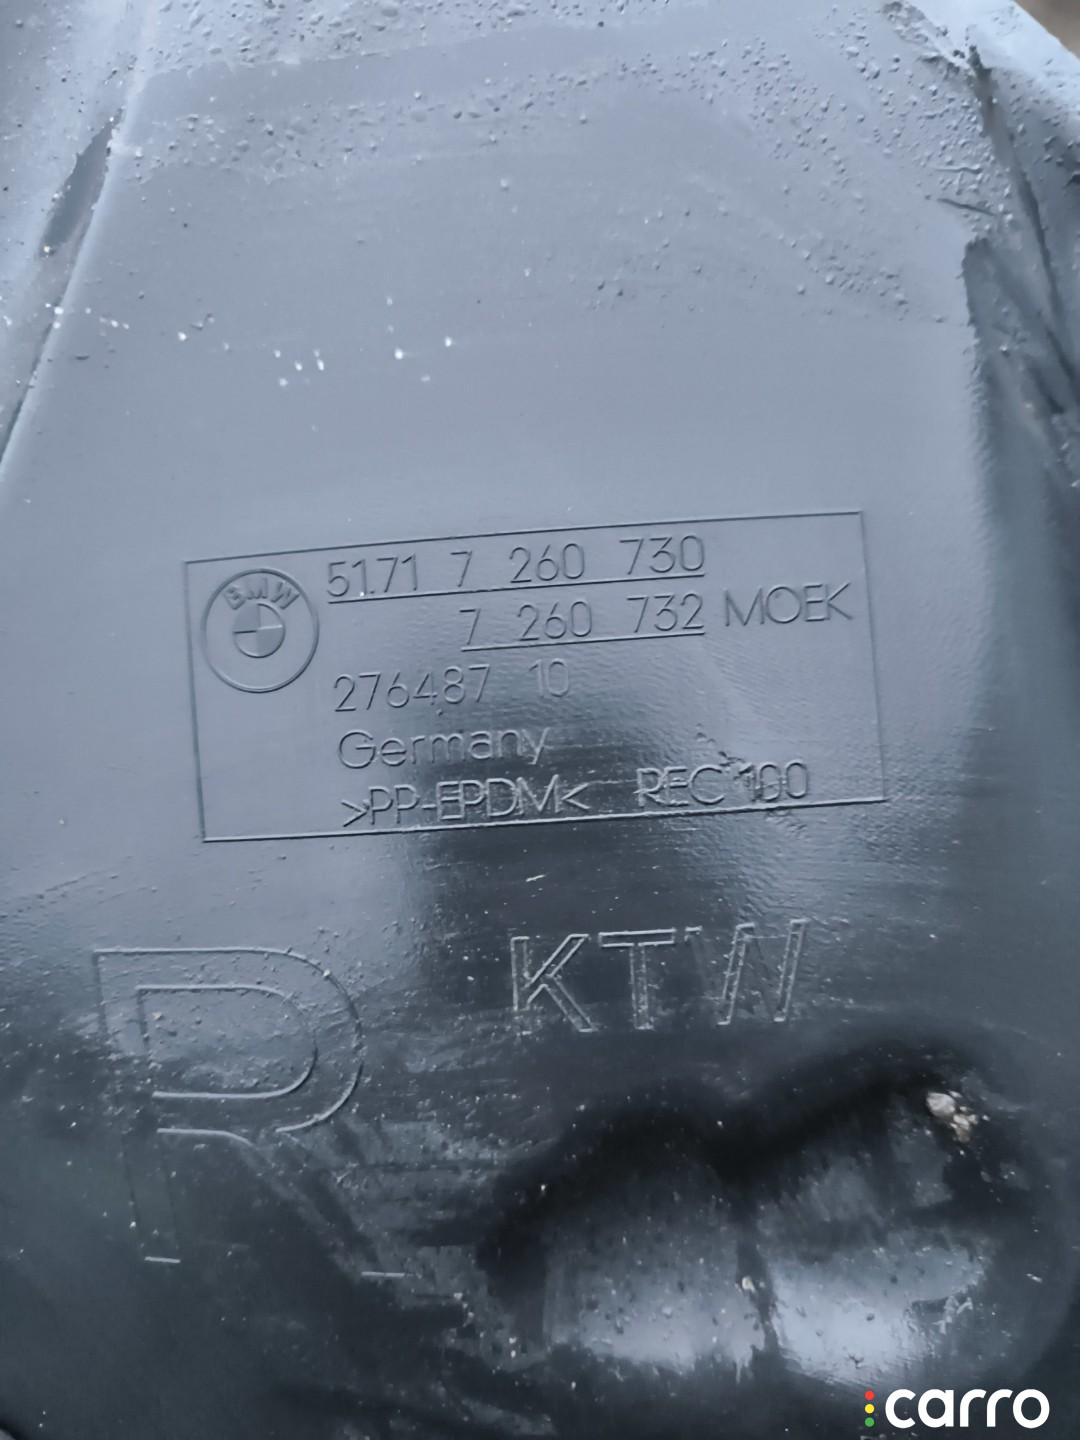 BMW
51.71 7 260 730
7 260 732 MOEK
276487 10
Germany
>PP-EPDM< REC 100
R KTW
carro